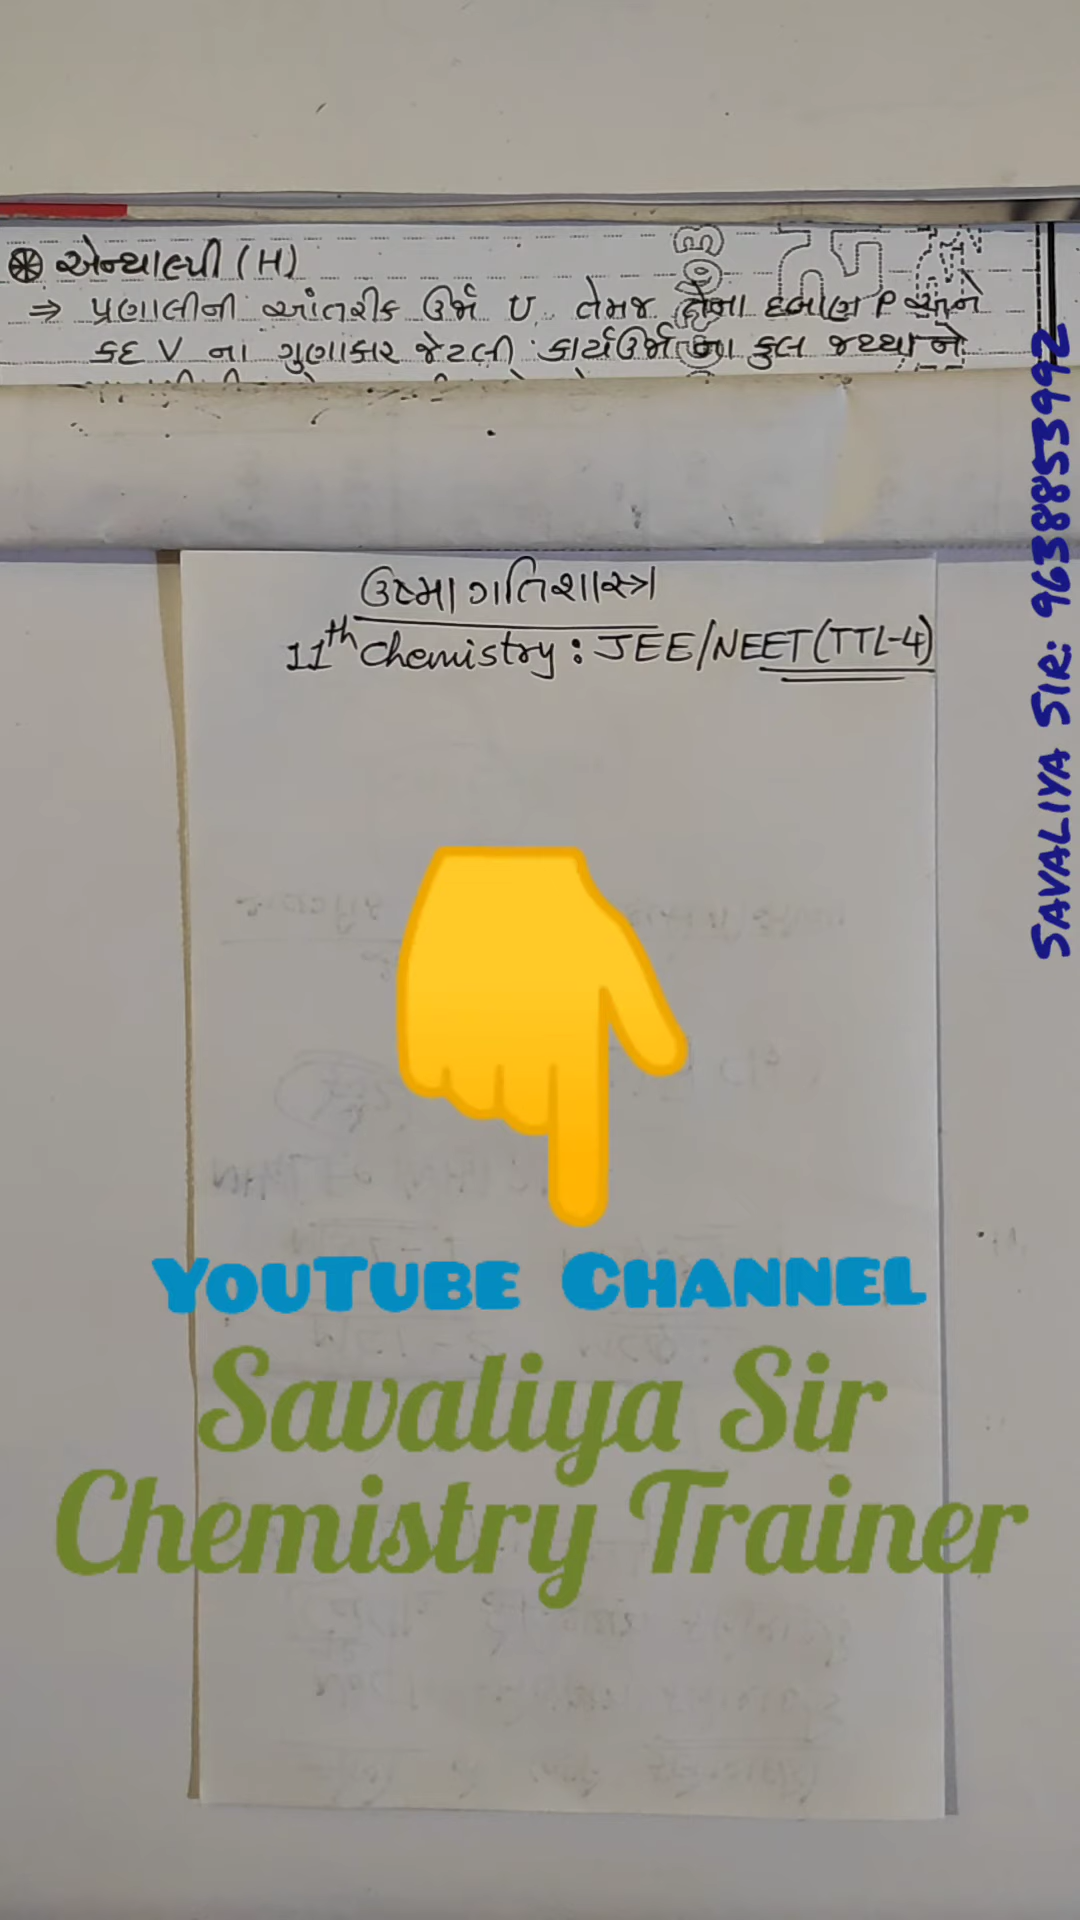 એન્થાલ્પી (H)
⇒ પ્રણાલીની આંતરીક ઉર્જા U તેમજ તેના દબાણ P અને
કદ V ના ગુણાકાર જેટલી કાર્યઉર્જા ના કુલ જથ્થાને
ઉષ્માગતિશાસ્ત્ર
11th Chemistry : JEE/NEET (TTL-4)
SAVALIYA SIR: 9638853992
YouTube Channel
Savaliya Sir
Chemistry Trainer